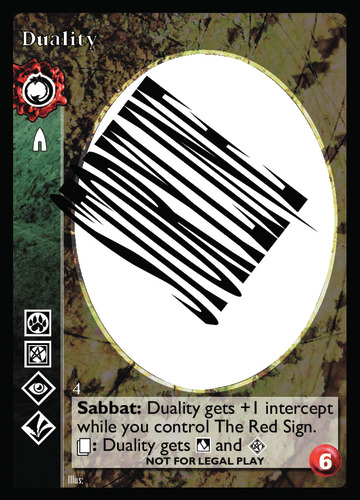 Duality
4
Sabbat: Duality gets +1 intercept
while you control The Red Sign.
: Duality gets and
NOT FOR LEGAL PLAY
6
Illus: